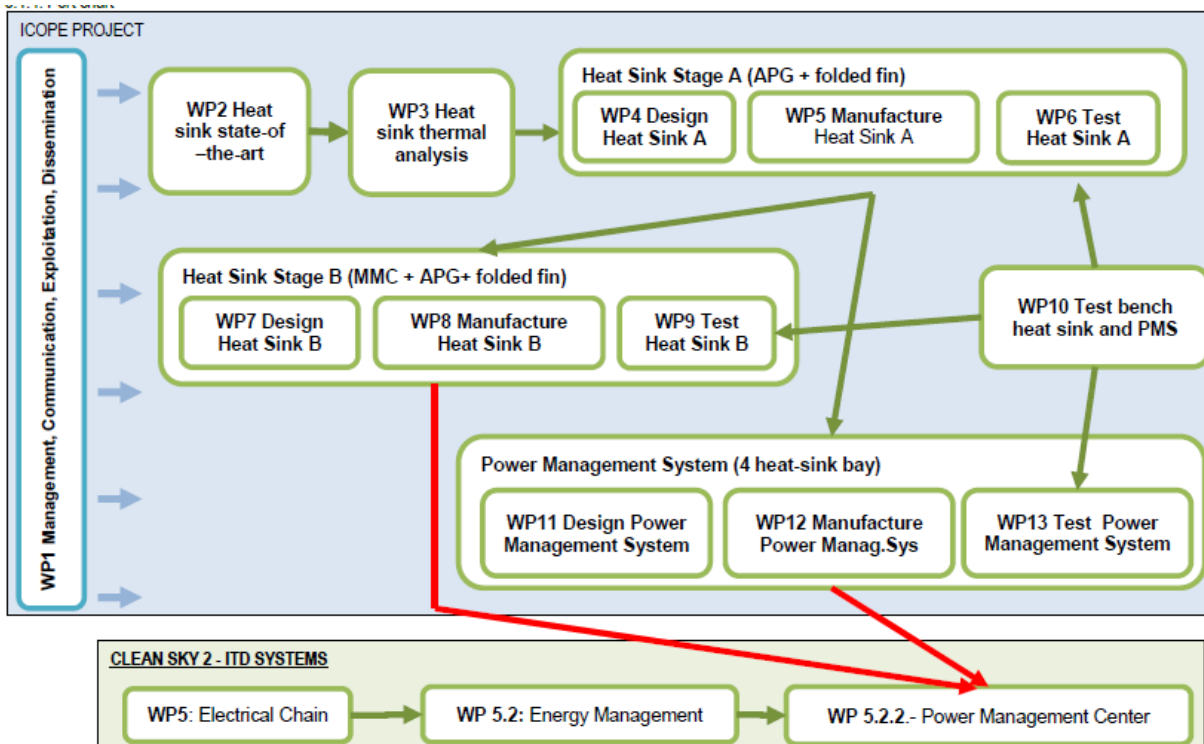 ICOPE PROJECT
WP1 Management, Communication, Exploitation, Dissemination
WP2 Heat
sink state-of
–the-art
WP3 Heat
sink thermal
analysis
Heat Sink Stage A (APG + folded fin)
WP4 Design
Heat Sink A
WP5 Manufacture
Heat Sink A
WP6 Test
Heat Sink A
Heat Sink Stage B (MMC + APG+ folded fin)
WP7 Design
Heat Sink B
WP8 Manufacture
Heat Sink B
WP9 Test
Heat Sink B
WP10 Test bench
heat sink and PMS
Power Management System (4 heat-sink bay)
WP11 Design Power
Management System
WP12 Manufacture
Power Manag.Sys
WP13 Test Power
Management System
CLEAN SKY 2 - ITD SYSTEMS
WP5: Electrical Chain
WP 5.2: Energy Management
WP 5.2.2.- Power Management Center